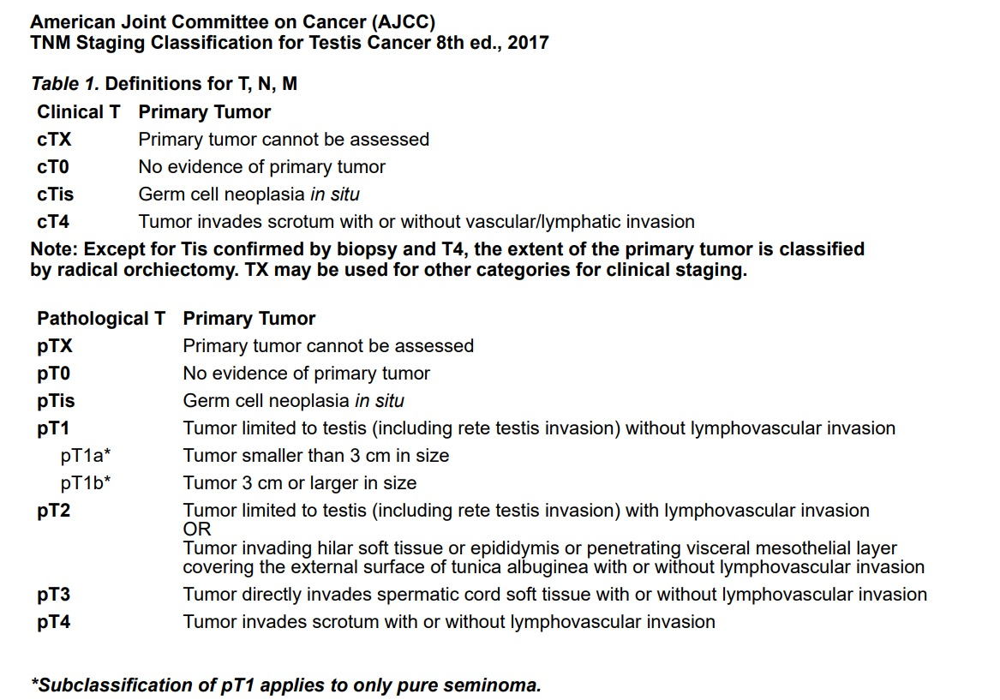 American Joint Committee on Cancer (AJCC)
TNM Staging Classification for Testis Cancer 8th ed., 2017
Table 1. Definitions for T, N, M
Clinical T Primary Tumor
cTX Primary tumor cannot be assessed
cT0 No evidence of primary tumor
cTis Germ cell neoplasia in situ
cT4 Tumor invades scrotum with or without vascular/lymphatic invasion
Note: Except for Tis confirmed by biopsy and T4, the extent of the primary tumor is classified
by radical orchiectomy. TX may be used for other categories for clinical staging.
Pathological T Primary Tumor
pTX Primary tumor cannot be assessed
pT0 No evidence of primary tumor
pTis Germ cell neoplasia in situ
pT1 Tumor limited to testis (including rete testis invasion) without lymphovascular invasion
pT1a* Tumor smaller than 3 cm in size
pT1b* Tumor 3 cm or larger in size
pT2 Tumor limited to testis (including rete testis invasion) with lymphovascular invasion
OR
Tumor invading hilar soft tissue or epididymis or penetrating visceral mesothelial layer
covering the external surface of tunica albuginea with or without lymphovascular invasion
pT3 Tumor directly invades spermatic cord soft tissue with or without lymphovascular invasion
pT4 Tumor invades scrotum with or without lymphovascular invasion
*Subclassification of pT1 applies to only pure seminoma.